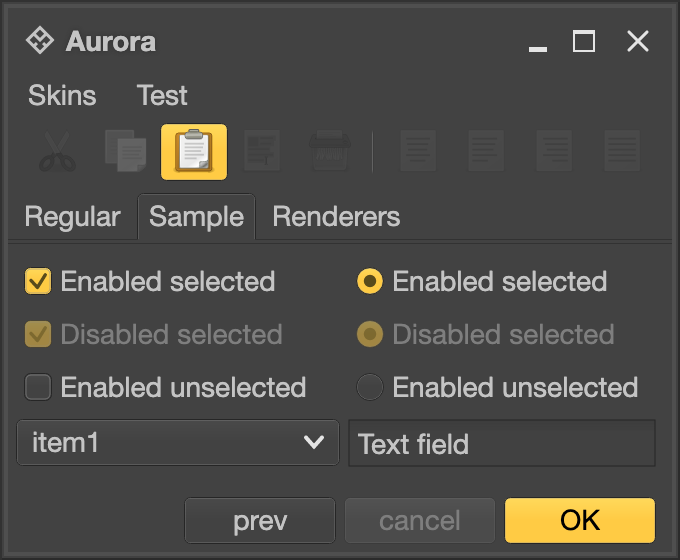 Aurora
Skins Test
Regular Sample Renderers
Enabled selected Enabled selected
Disabled selected Disabled selected
Enabled unselected Enabled unselected
item1 Text field
prev cancel OK